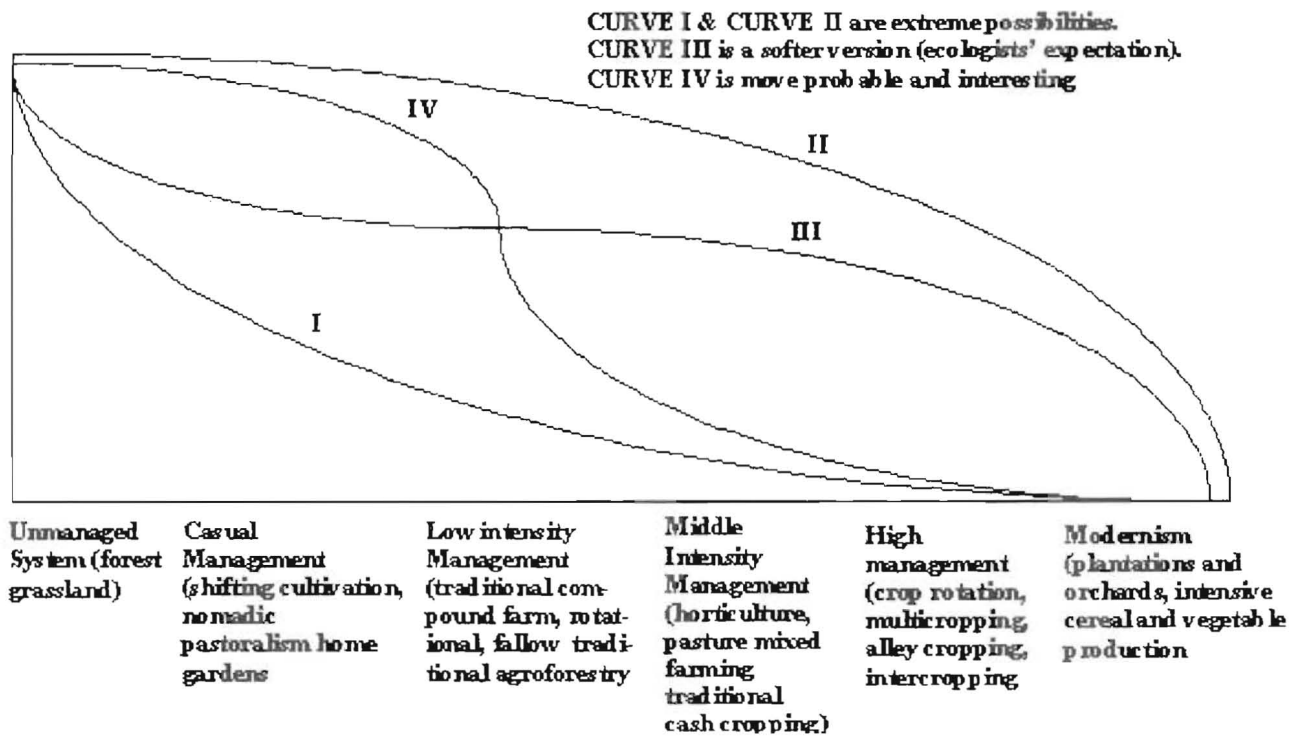 CURVE I & CURVE II are extreme possibilities.
CURVE III is a softer version (ecologists' expectation).
CURVE IV is move probable and interesting
IV
II
III
I
Unmanaged
System (forest
grassland)
Casual
Management
(shifting cultivation,
nomadic
pastoralism home
gardens
Low intensity
Management
(traditional com-
pound farm, rotat-
ional, fallow tradi-
tional agroforestry
Middle
Intensity
Management
(horticulture,
pasture mixed
farming
traditional
cash cropping)
High
management
(crop rotation,
multicropping,
alley cropping,
intercropping
Modernism
(plantations and
orchards, intensive
cereal and vegetable
production